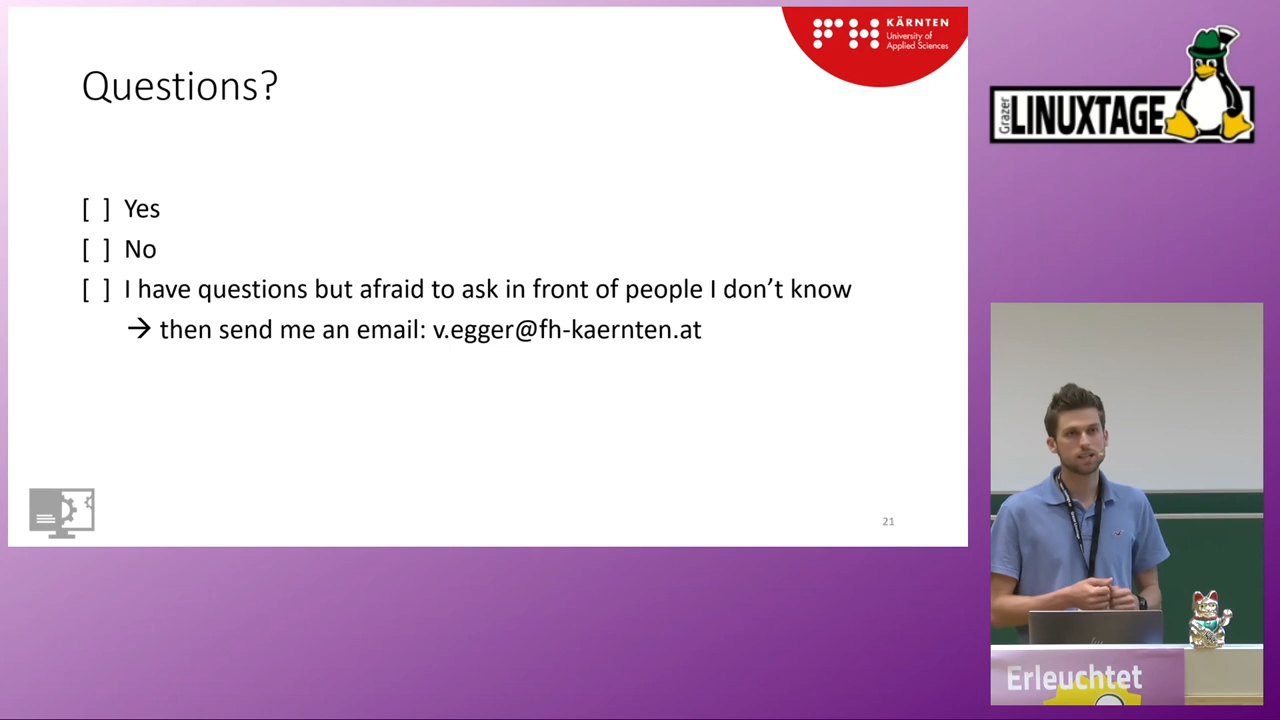 Questions?
KÄRNTEN
University of
Applied Sciences
[ ] Yes
[ ] No
[ ] I have questions but afraid to ask in front of people I don’t know
→ then send me an email: v.egger@fh-kaernten.at
21
Grazer
LINUXTAGE
Erleuchtet